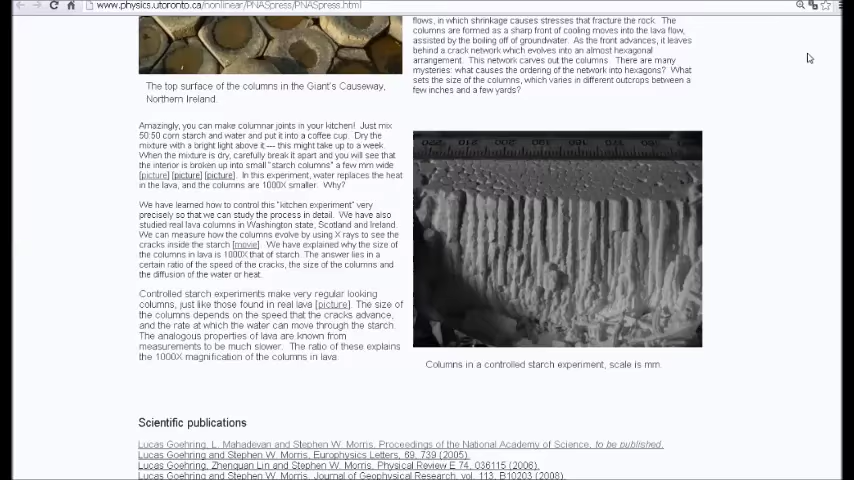 www.physics.utoronto.ca/nonlinear/PNASpress/PNASpress.html
flows, in which shrinkage causes stresses that fracture the rock. The
columns are formed as a sharp front of cooling moves into the lava flow,
assisted by the boiling off of groundwater. As the front advances, it leaves
behind a crack network which evolves into an almost hexagonal
arrangement. This network carves out the columns. There are many
mysteries: what causes the ordering of the network into hexagons? What
sets the size of the columns, which varies in different outcrops between a
few inches and a few yards?
The top surface of the columns in the Giant's Causeway,
Northern Ireland.
Amazingly, you can make columnar joints in your kitchen! Just mix
50:50 corn starch and water and put it into a coffee cup. Dry the
mixture with a bright light above it — this might take up to a week.
When the mixture is dry, carefully break it apart and you will see that
the interior is broken up into small "starch columns" a few mm wide
[picture] [picture] [picture]. In this experiment, water replaces the heat
in the lava, and the columns are 1000X smaller. Why?
We have learned how to control this "kitchen experiment" very
precisely so that we can study the process in detail. We have also
studied real lava columns in Washington state, Scotland and Ireland.
We can measure how the columns evolve by using X rays to see the
cracks inside the starch [movie]. We have explained why the size of
the columns in lava is 1000X that of starch. The answer lies in a
certain ratio of the speed of the cracks, the size of the columns and
the diffusion of the water or heat.
Controlled starch experiments make very regular looking
columns, just like those found in real lava [picture]. The size of
the columns depends on the speed that the cracks advance,
and the rate at which the water can move through the starch.
The analogous properties of lava are known from
measurements to be much slower. The ratio of these explains
the 1000X magnification of the columns in lava.
Columns in a controlled starch experiment, scale is mm.
Scientific publications
Lucas Goehring, L. Mahadevan and Stephen W. Morris, Proceedings of the National Academy of Science, to be published.
Lucas Goehring and Stephen W. Morris, Europhysics Letters, 69, 739 (2005).
Lucas Goehring, Zhenquan Lin and Stephen W. Morris, Physical Review E 74, 036115 (2006).
Lucas Goehring and Stephen W. Morris, Journal of Geophysical Research, vol. 113, B10203 (2008).